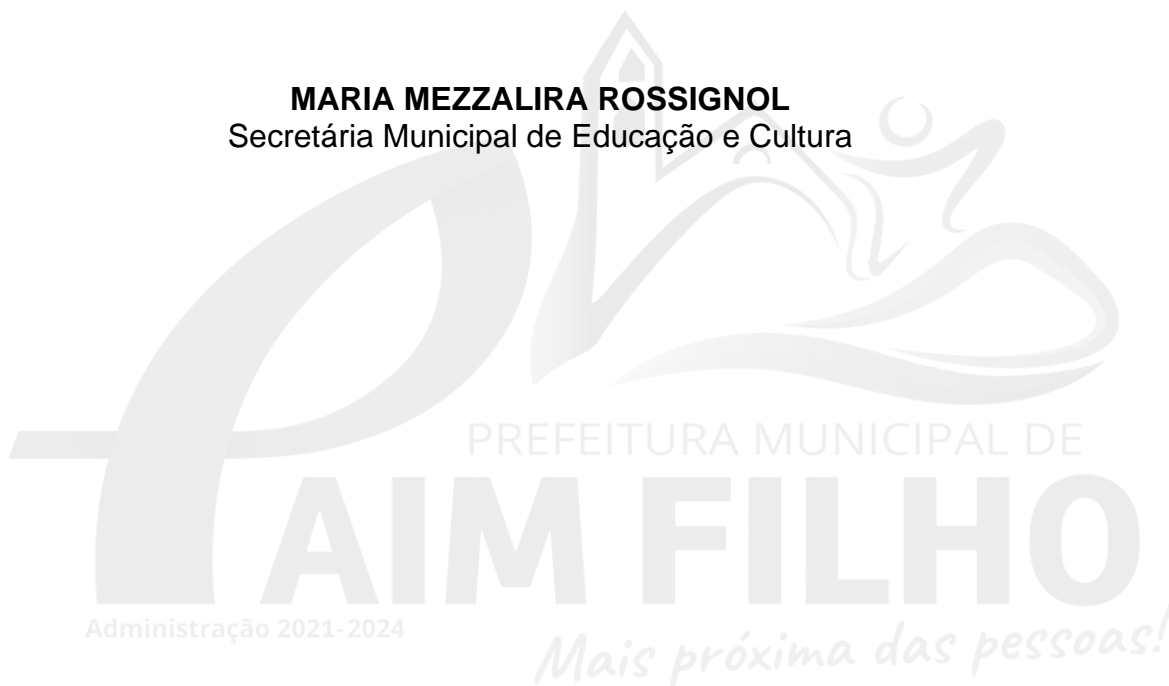 MARIA MEZZALIRA ROSSIGNOL
Secretária Municipal de Educação e Cultura
PREFEITURA MUNICIPAL DE
PAIM FILHO
Administração 2021-2024
Mais próxima das pessoas!